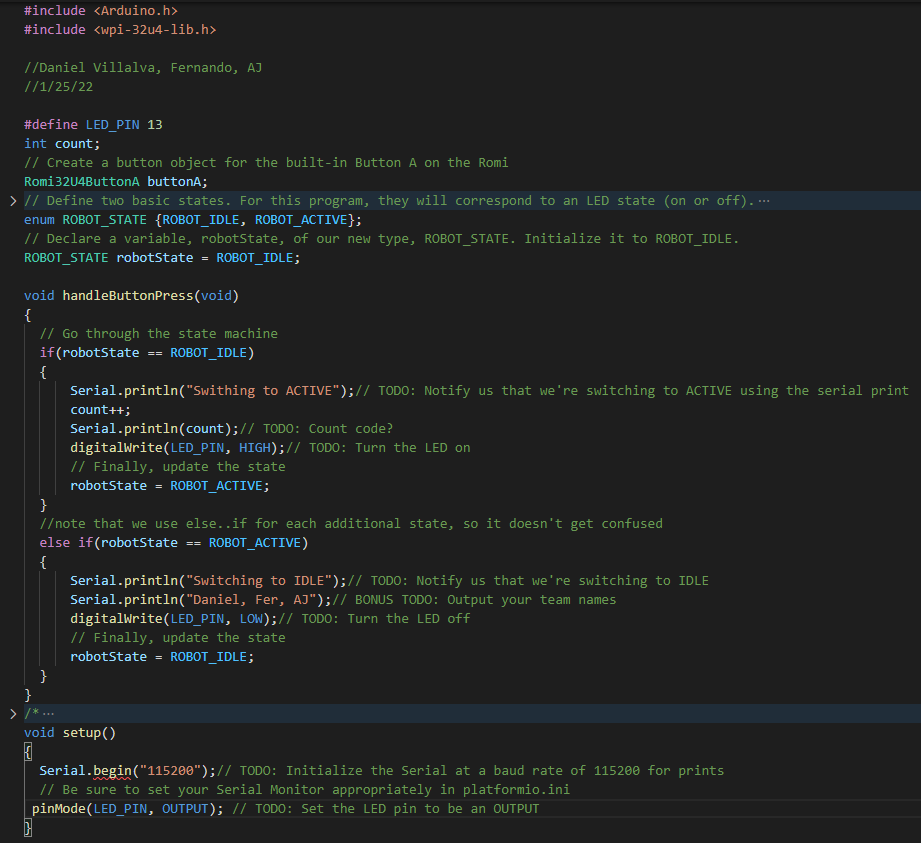 #include <Arduino.h>
#include <wpi-32u4-lib.h>
//Daniel Villalva, Fernando, AJ
//1/25/22
#define LED_PIN 13
int count;
// Create a button object for the built-in Button A on the Romi
Romi32U4ButtonA buttonA;
// Define two basic states. For this program, they will correspond to an LED state (on or off). ⋯
enum ROBOT_STATE {ROBOT_IDLE, ROBOT_ACTIVE};
// Declare a variable, robotState, of our new type, ROBOT_STATE. Initialize it to ROBOT_IDLE.
ROBOT_STATE robotState = ROBOT_IDLE;
void handleButtonPress(void)
{
// Go through the state machine
if(robotState == ROBOT_IDLE)
{
Serial.println("Swithing to ACTIVE");// TODO: Notify us that we're switching to ACTIVE using the serial print
count++;
Serial.println(count);// TODO: Count code?
digitalWrite(LED_PIN, HIGH);// TODO: Turn the LED on
// Finally, update the state
robotState = ROBOT_ACTIVE;
}
//note that we use else..if for each additional state, so it doesn't get confused
else if(robotState == ROBOT_ACTIVE)
{
Serial.println("Switching to IDLE");// TODO: Notify us that we're switching to IDLE
Serial.println("Daniel, Fer, AJ");// BONUS TODO: Output your team names
digitalWrite(LED_PIN, LOW);// TODO: Turn the LED off
// Finally, update the state
robotState = ROBOT_IDLE;
}
}
/* ⋯
void setup()
{
Serial.begin("115200");// TODO: Initialize the Serial at a baud rate of 115200 for prints
// Be sure to set your Serial Monitor appropriately in platformio.ini
pinMode(LED_PIN, OUTPUT); // TODO: Set the LED pin to be an OUTPUT
}